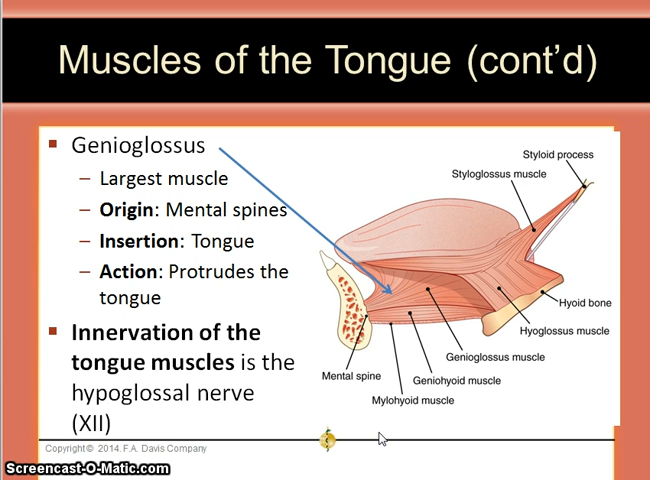 Muscles of the Tongue (cont’d)
▪ Genioglossus
– Largest muscle
– Origin: Mental spines
– Insertion: Tongue
– Action: Protrudes the
tongue
▪ Innervation of the
tongue muscles is the
hypoglossal nerve
(XII)
Styloid process
Styloglossus muscle
Hyoid bone
Hyoglossus muscle
Genioglossus muscle
Mental spine
Geniohyoid muscle
Mylohyoid muscle
Copyright © 2014. F.A. Davis Company
Screencast-O-Matic.com